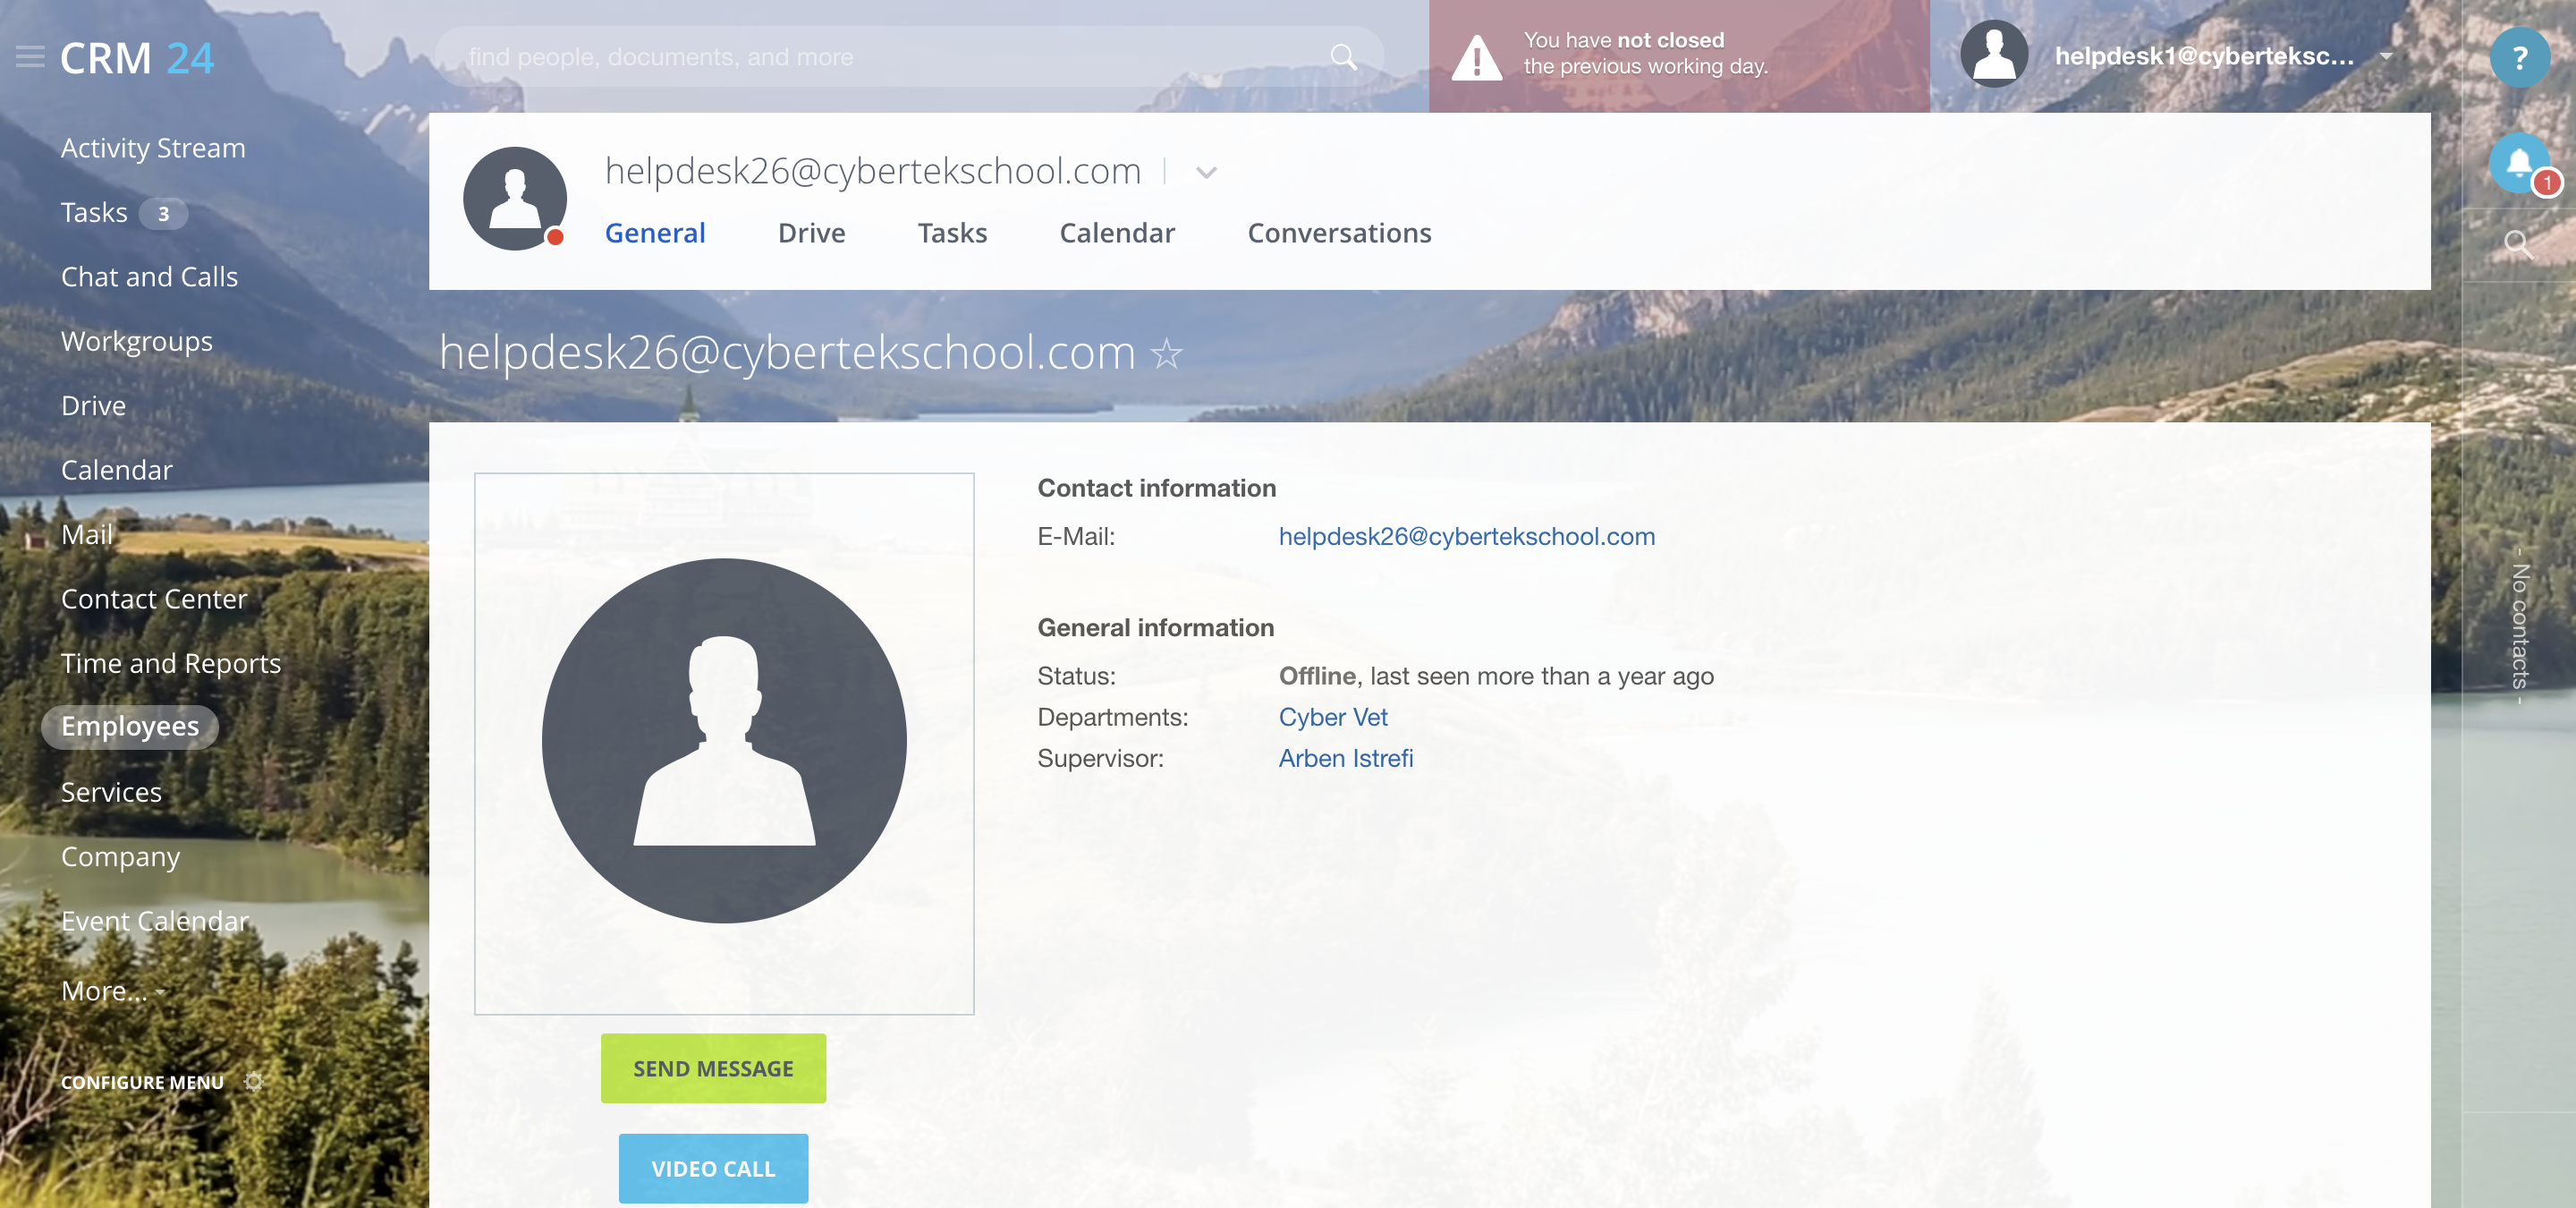 CRM 24
find people, documents, and more
You have not closed
the previous working day.
helpdesk1@cyberteksc...
?
1
Activity Stream
Tasks 3
Chat and Calls
Workgroups
Drive
Calendar
Mail
Contact Center
Time and Reports
Employees
Services
Company
Event Calendar
More...
CONFIGURE MENU
helpdesk26@cybertekschool.com
General Drive Tasks Calendar Conversations
helpdesk26@cybertekschool.com
Contact information
E-Mail: helpdesk26@cybertekschool.com
General information
Status: Offline, last seen more than a year ago
Departments: Cyber Vet
Supervisor: Arben Istrefi
SEND MESSAGE
VIDEO CALL
- No contacts -